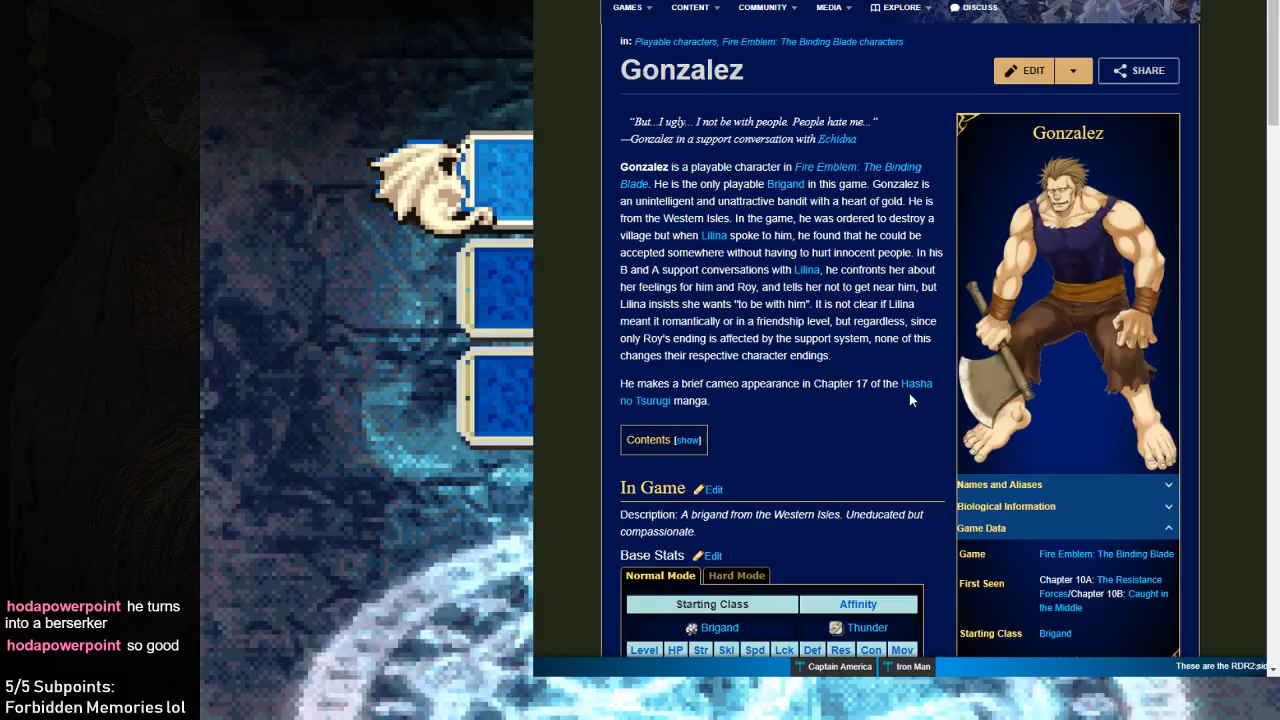 GAMES CONTENT COMMUNITY MEDIA EXPLORE DISCUSS
in: Playable characters, Fire Emblem: The Binding Blade characters
Gonzalez
EDIT
SHARE
"But...I ugly... I not be with people. People hate me..."
—Gonzalez in a support conversation with Echidna
Gonzalez is a playable character in Fire Emblem: The Binding
Blade. He is the only playable Brigand in this game. Gonzalez is
an unintelligent and unattractive bandit with a heart of gold. He is
from the Western Isles. In the game, he was ordered to destroy a
village but when Lilina spoke to him, he found that he could be
accepted somewhere without having to hurt innocent people. In his
B and A support conversations with Lilina, he confronts her about
her feelings for him and Roy, and tells her not to get near him, but
Lilina insists she wants "to be with him". It is not clear if Lilina
meant it romantically or in a friendship level, but regardless, since
only Roy's ending is affected by the support system, none of this
changes their respective character endings.
He makes a brief cameo appearance in Chapter 17 of the Hasha
no Tsurugi manga.
Contents [show]
In Game Edit
Description: A brigand from the Western Isles. Uneducated but
compassionate.
Base Stats Edit
Normal Mode Hard Mode
Starting Class Affinity
Brigand Thunder
Level HP Str Skl Spd Lck Def Res Con Mov
Gonzalez
Names and Aliases
Biological Information
Game Data
Game Fire Emblem: The Binding Blade
First Seen Chapter 10A: The Resistance
Forces/Chapter 10B: Caught in
the Middle
Starting Class Brigand
Captain America Iron Man These are the RDR2
hodapowerpoint he turns
into a berserker
hodapowerpoint so good
5/5 Subpoints:
Forbidden Memories lol